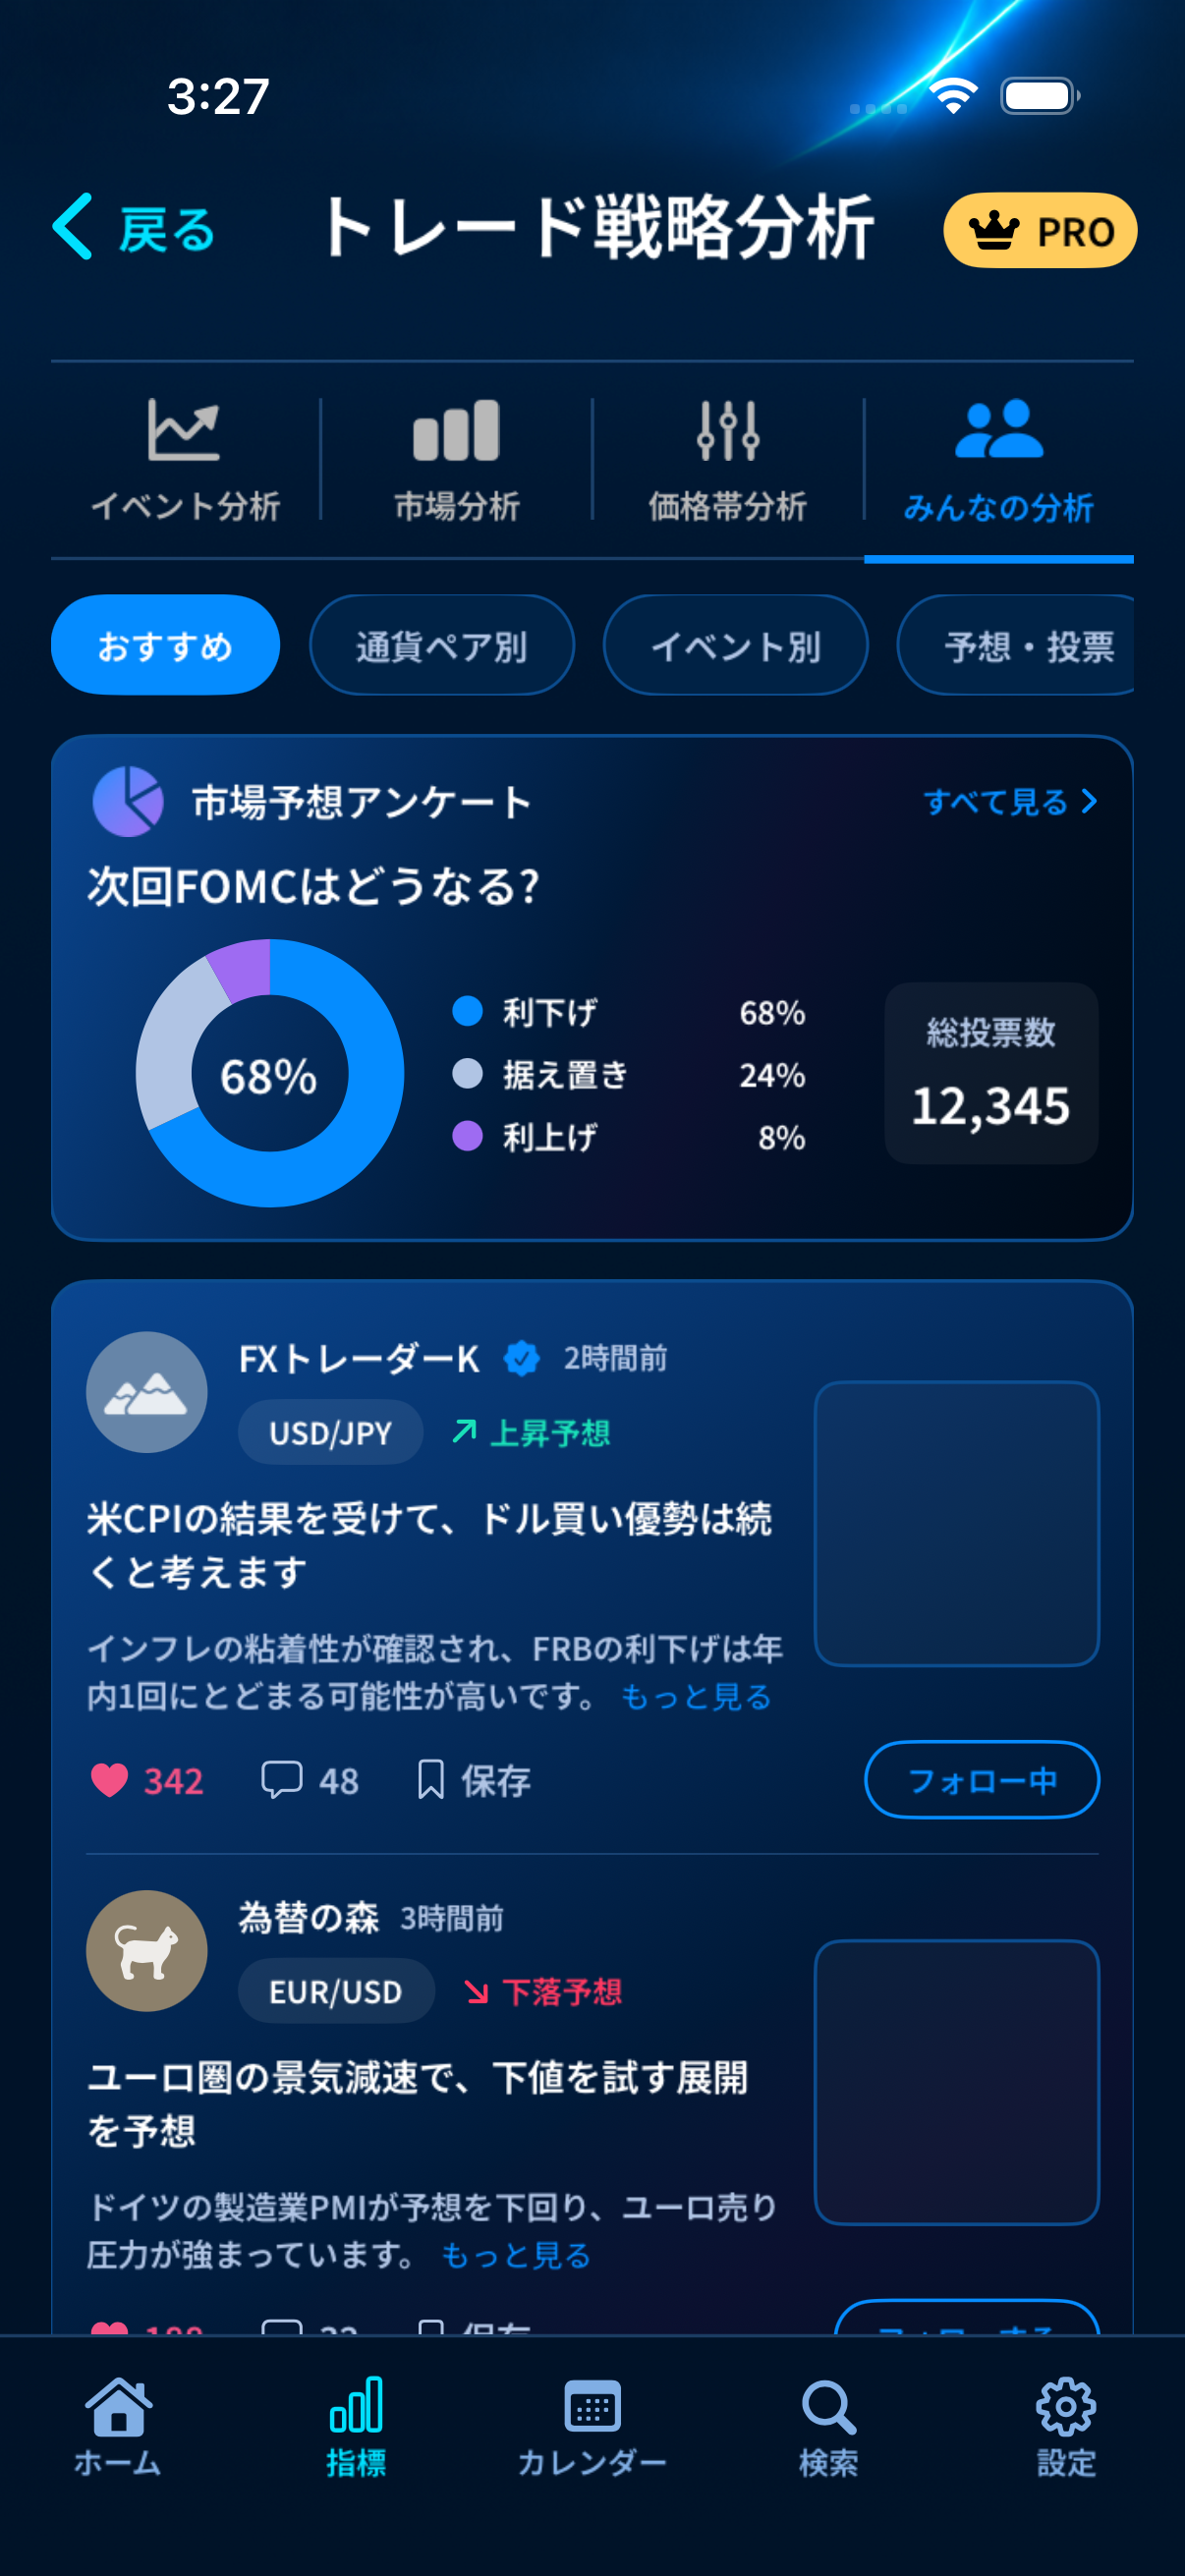 3:27
戻る
トレード戦略分析
PRO
イベント分析
市場分析
価格帯分析
みんなの分析
おすすめ
通貨ペア別
イベント別
予想・投票
市場予想アンケート
すべて見る
次回FOMCはどうなる?
68%
利下げ 68%
据え置き 24%
利上げ 8%
総投票数
12,345
FXトレーダーK 2時間前
USD/JPY 上昇予想
米CPIの結果を受けて、ドル買い優勢は続
くと考えます
インフレの粘着性が確認され、FRBの利下げは年
内1回にとどまる可能性が高いです。 もっと見る
342 48 保存
フォロー中
為替の森 3時間前
EUR/USD 下落予想
ユーロ圏の景気減速で、下値を試す展開
を予想
ドイツの製造業PMIが予想を下回り、ユーロ売り
圧力が強まっています。 もっと見る
保存
フォローする
ホーム
指標
カレンダー
検索
設定